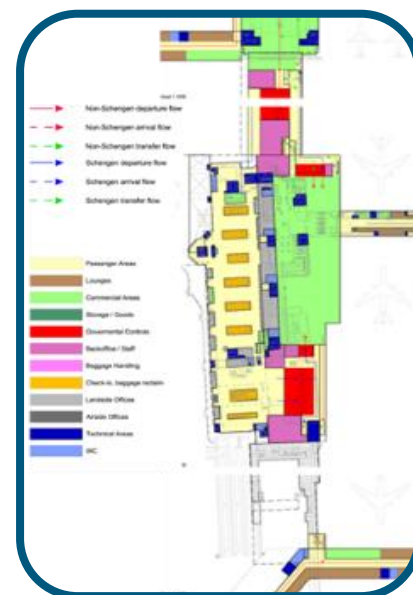 Non-Schengen departure flow
Non-Schengen arrival flow
Non-Schengen transfer flow
Schengen departure flow
Schengen arrival flow
Schengen transfer flow
Passenger Areas
Lounges
Commercial Areas
Storage / Goods
Governmental Controls
Backoffice / Staff
Baggage Handling
Check-in, baggage reclaim
Landside Offices
Airside Offices
Technical Areas
WC